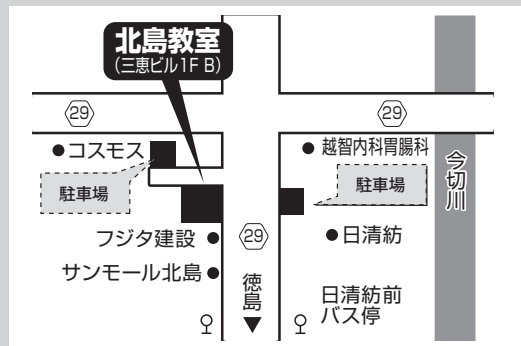 北島教室
(三恵ビル1F B)
29
29
コスモス
越智内科胃腸科
今切川
駐車場
駐車場
フジタ建設
29
日清紡
サンモール北島
徳島
日清紡前
バス停